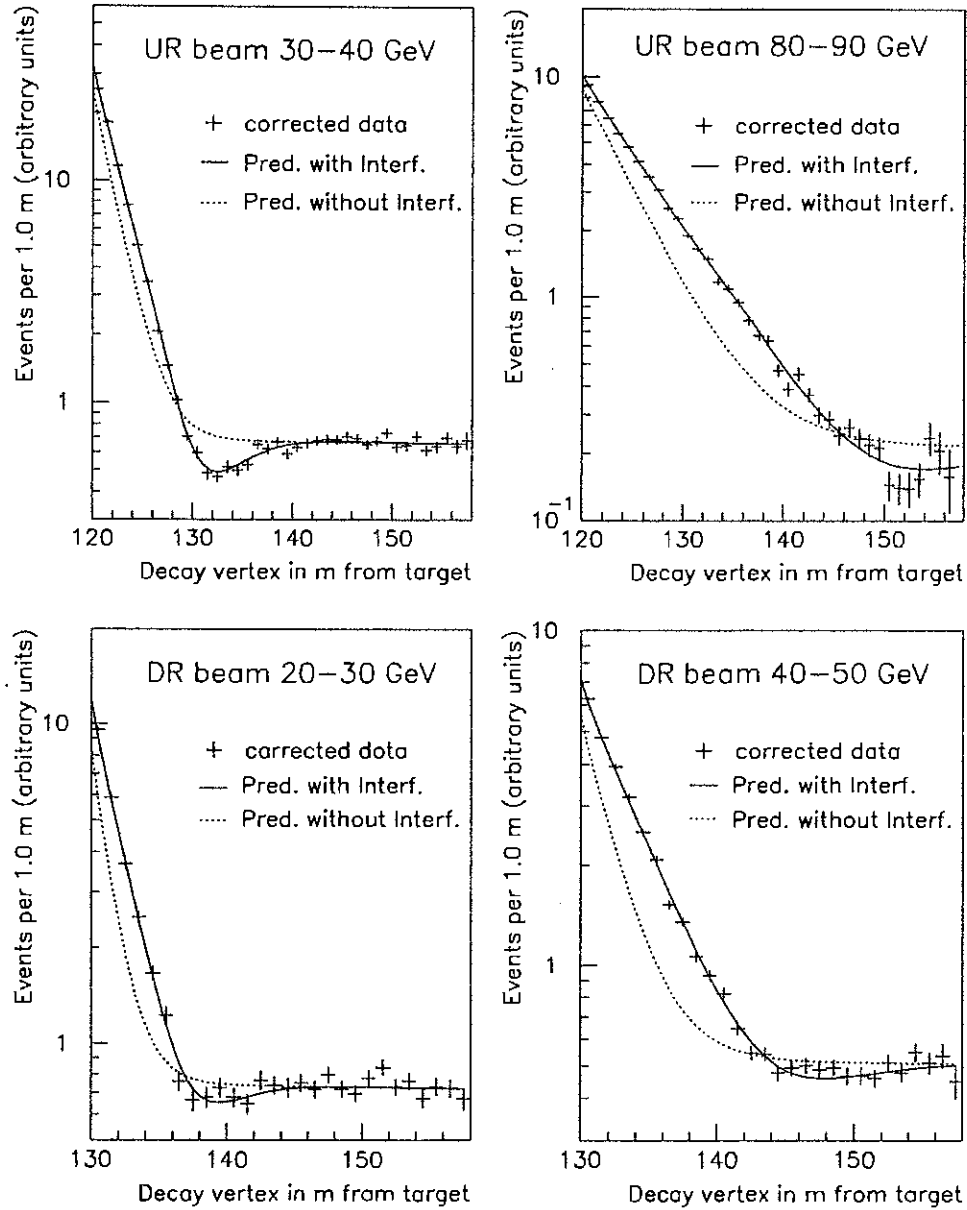 UR beam 30–40 GeV
corrected data
Pred. with Interf.
Pred. without Interf.
Events per 1.0 m (arbitrary units)
10
1
120 130 140 150
Decay vertex in m from target
UR beam 80–90 GeV
corrected data
Pred. with Interf.
Pred. without Interf.
Events per 1.0 m (arbitrary units)
10
1
10⁻¹
120 130 140 150
Decay vertex in m fram target
DR beam 20–30 GeV
carrected dota
Pred. with Interf.
Pred. without Interf.
Events per 1.0 m (arbitrary units)
10
1
130 140 150
Decay vertex in m fram target
DR beam 40–50 GeV
corrected data
Pred. with Interf.
Pred. without Interf.
Events per 1.0 m (arbitrary units)
10
1
130 140 150
Decay vertex in m fram target